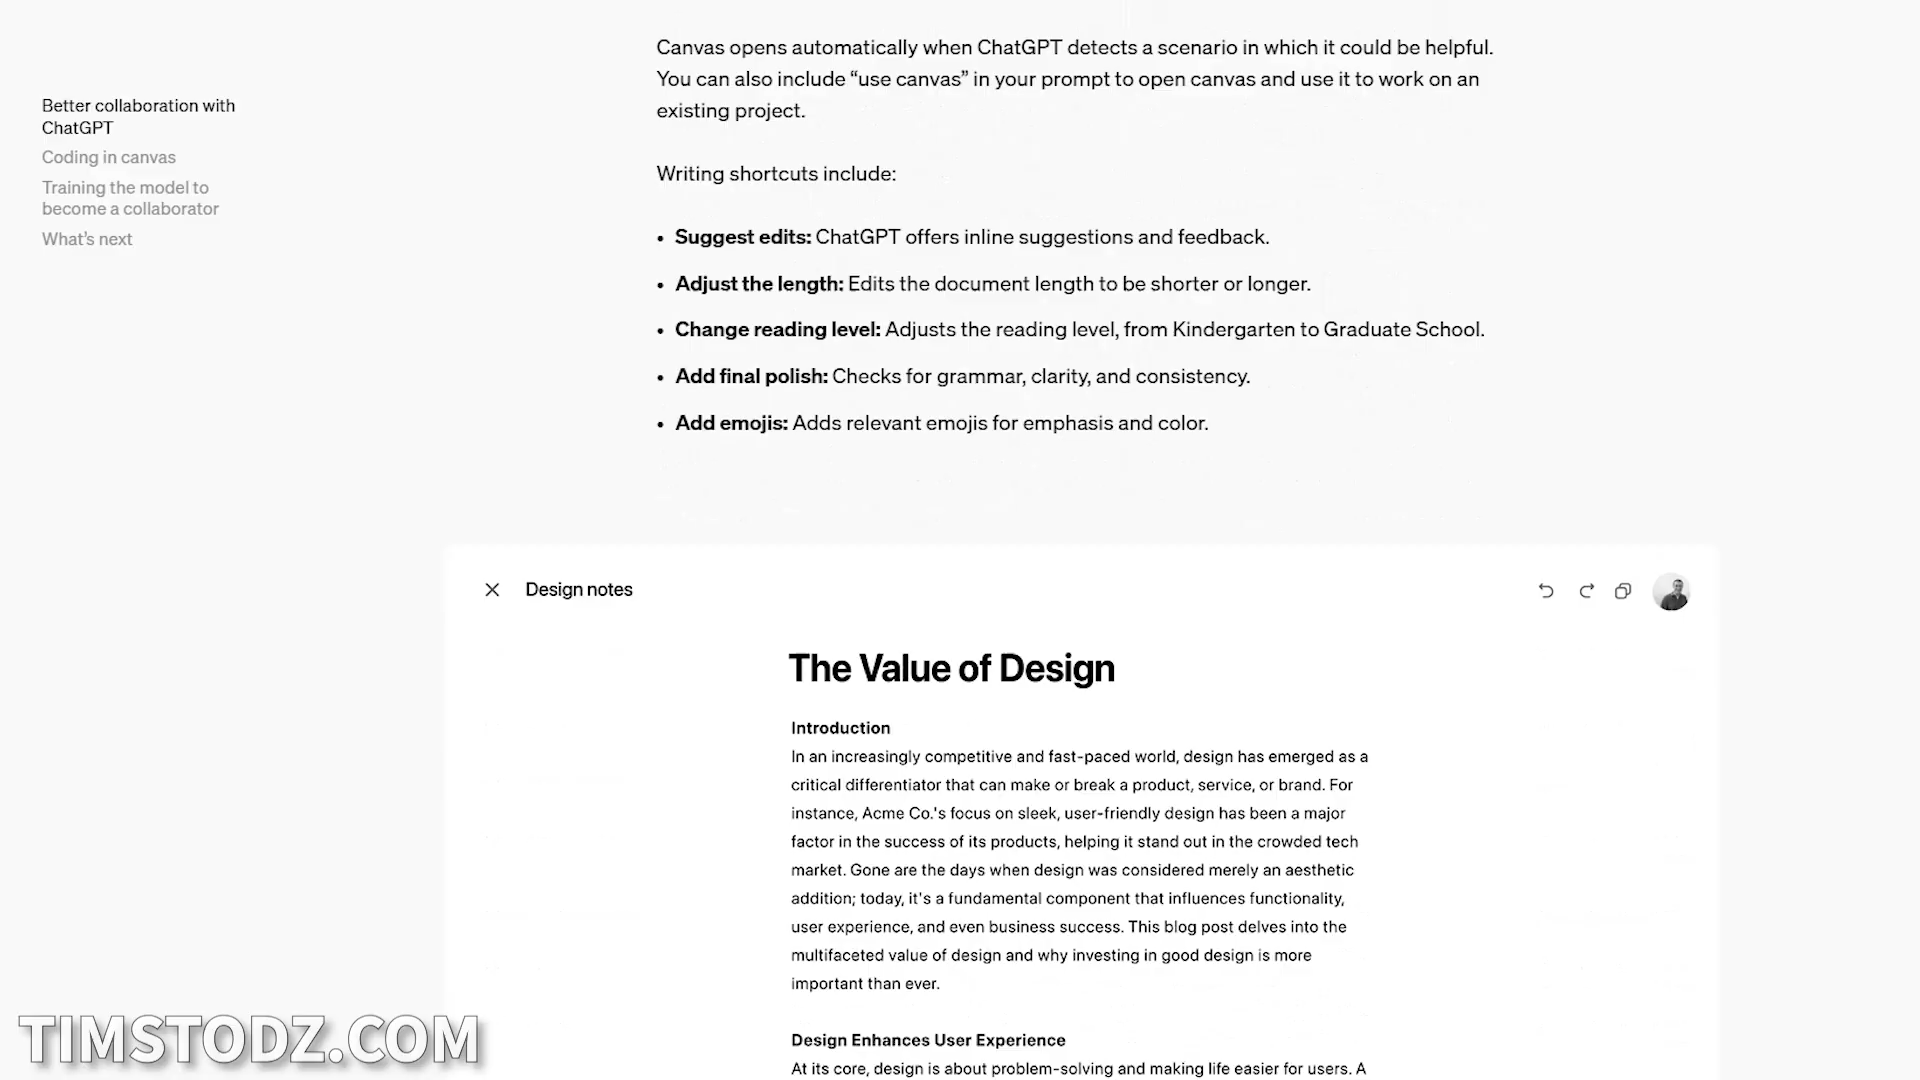 Better collaboration with
ChatGPT
Coding in canvas
Training the model to
become a collaborator
What’s next
Canvas opens automatically when ChatGPT detects a scenario in which it could be helpful.
You can also include “use canvas” in your prompt to open canvas and use it to work on an
existing project.
Writing shortcuts include:
• Suggest edits: ChatGPT offers inline suggestions and feedback.
• Adjust the length: Edits the document length to be shorter or longer.
• Change reading level: Adjusts the reading level, from Kindergarten to Graduate School.
• Add final polish: Checks for grammar, clarity, and consistency.
• Add emojis: Adds relevant emojis for emphasis and color.
Design notes
The Value of Design
Introduction
In an increasingly competitive and fast-paced world, design has emerged as a
critical differentiator that can make or break a product, service, or brand. For
instance, Acme Co.'s focus on sleek, user-friendly design has been a major
factor in the success of its products, helping it stand out in the crowded tech
market. Gone are the days when design was considered merely an aesthetic
addition; today, it's a fundamental component that influences functionality,
user experience, and even business success. This blog post delves into the
multifaceted value of design and why investing in good design is more
important than ever.
Design Enhances User Experience
At its core, design is about problem-solving and making life easier for users. A
TIMSTODZ.COM